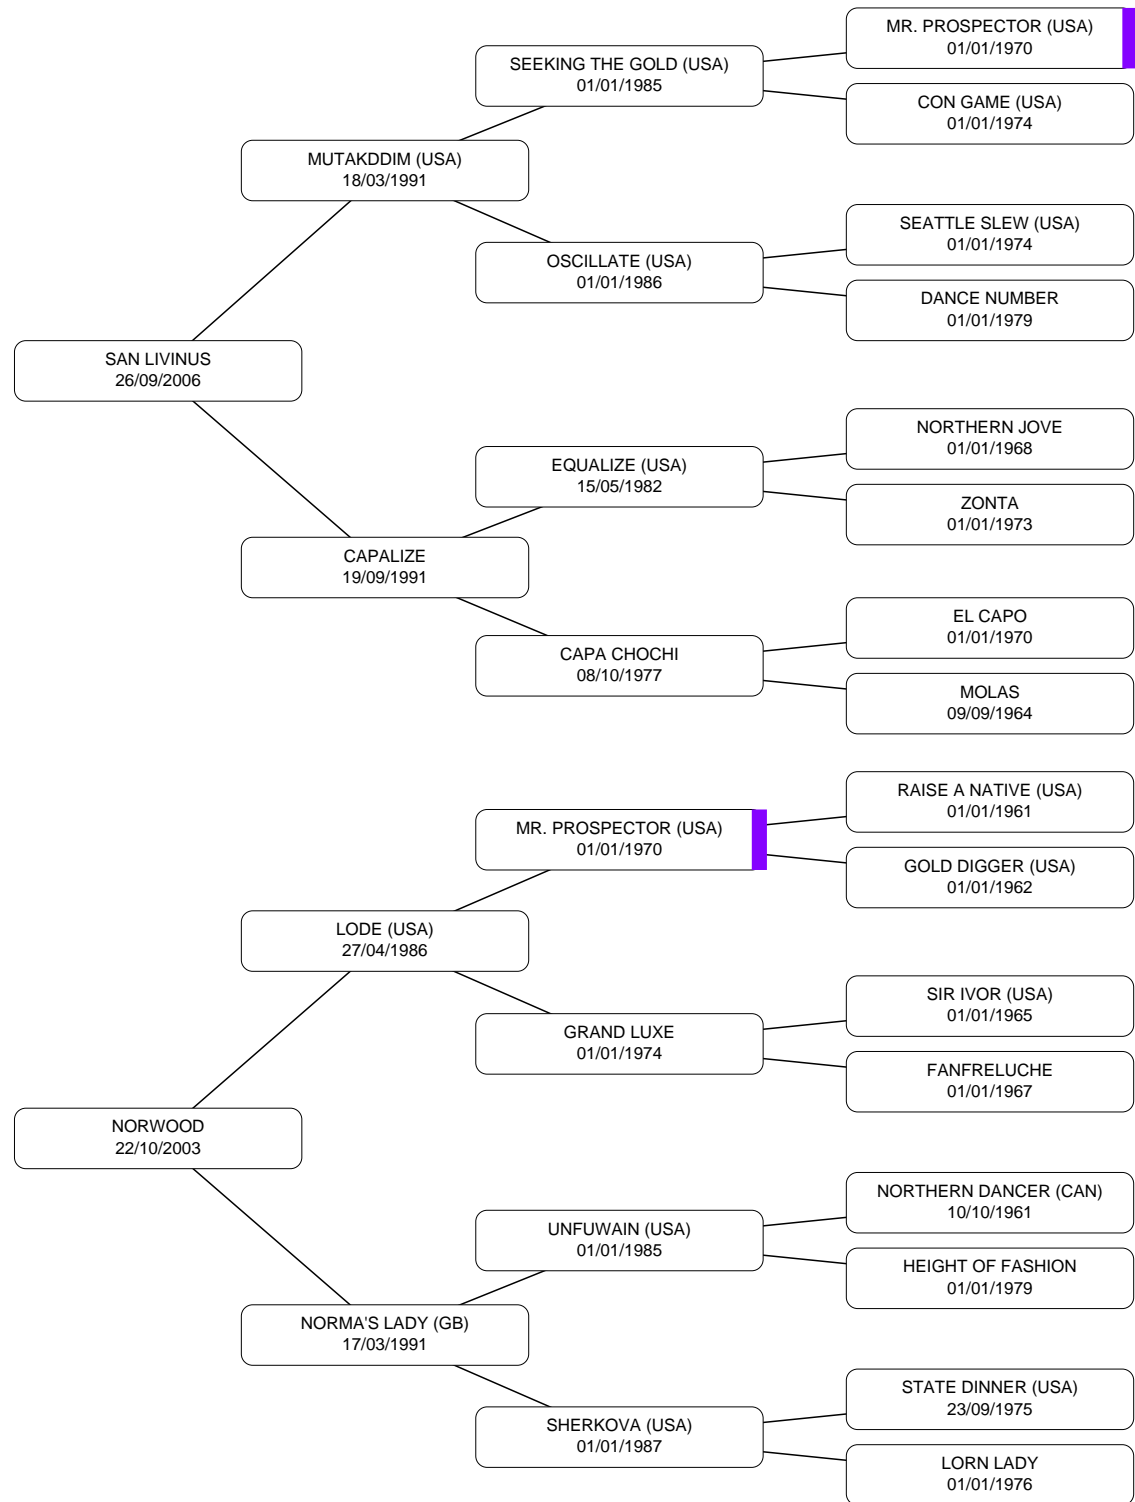 MR. PROSPECTOR (USA)
01/01/1970
SEEKING THE GOLD (USA)
01/01/1985
CON GAME (USA)
01/01/1974
MUTAKDDIM (USA)
18/03/1991
SEATTLE SLEW (USA)
01/01/1974
OSCILLATE (USA)
01/01/1986
DANCE NUMBER
01/01/1979
SAN LIVINUS
26/09/2006
NORTHERN JOVE
01/01/1968
EQUALIZE (USA)
15/05/1982
ZONTA
01/01/1973
CAPALIZE
19/09/1991
EL CAPO
01/01/1970
CAPA CHOCHI
08/10/1977
MOLAS
09/09/1964
RAISE A NATIVE (USA)
01/01/1961
MR. PROSPECTOR (USA)
01/01/1970
GOLD DIGGER (USA)
01/01/1962
LODE (USA)
27/04/1986
SIR IVOR (USA)
01/01/1965
GRAND LUXE
01/01/1974
FANFRELUCHE
01/01/1967
NORWOOD
22/10/2003
NORTHERN DANCER (CAN)
10/10/1961
UNFUWAIN (USA)
01/01/1985
HEIGHT OF FASHION
01/01/1979
NORMA'S LADY (GB)
17/03/1991
STATE DINNER (USA)
23/09/1975
SHERKOVA (USA)
01/01/1987
LORN LADY
01/01/1976